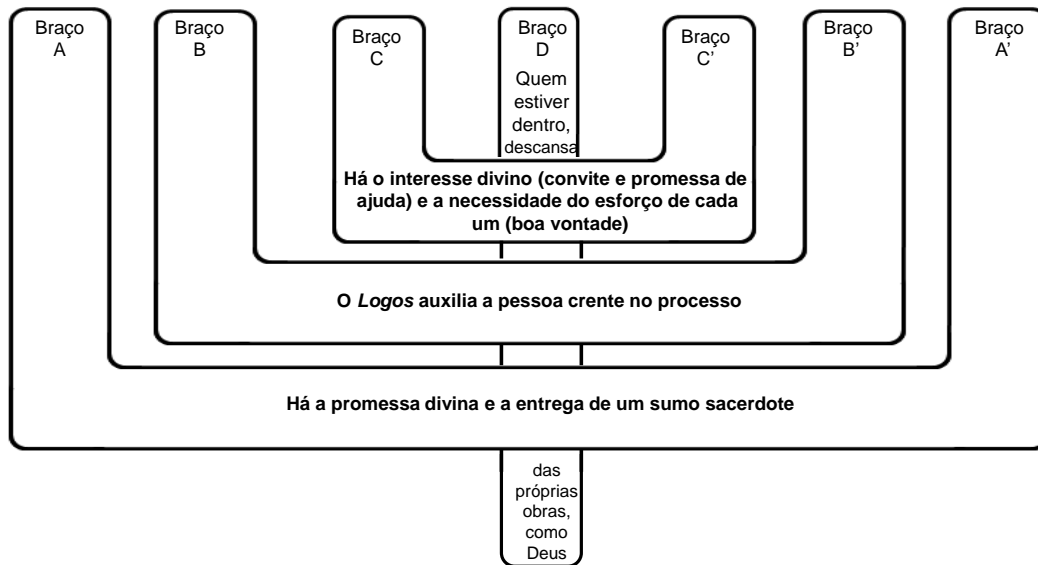 Braço
A
Braço
B
Braço
C
Braço
D
Braço
C’
Braço
B’
Braço
A’
Quem
estiver
dentro,
descansa
Há o interesse divino (convite e promessa de
ajuda) e a necessidade do esforço de cada
um (boa vontade)
O Logos auxilia a pessoa crente no processo
Há a promessa divina e a entrega de um sumo sacerdote
das
próprias
obras,
como
Deus